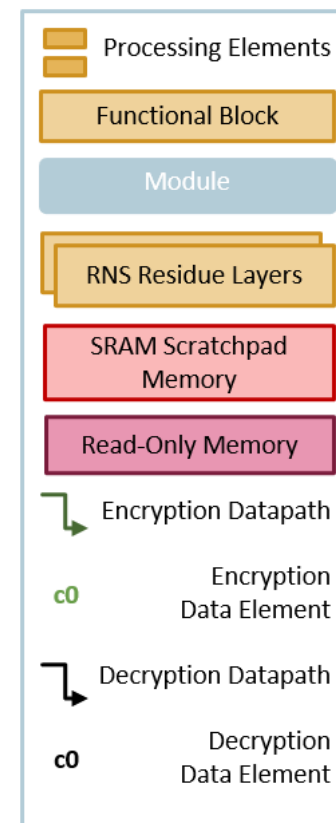 Processing Elements
Functional Block
Module
RNS Residue Layers
SRAM Scratchpad
Memory
Read-Only Memory
Encryption Datapath
c0 Encryption
Data Element
Decryption Datapath
c0 Decryption
Data Element